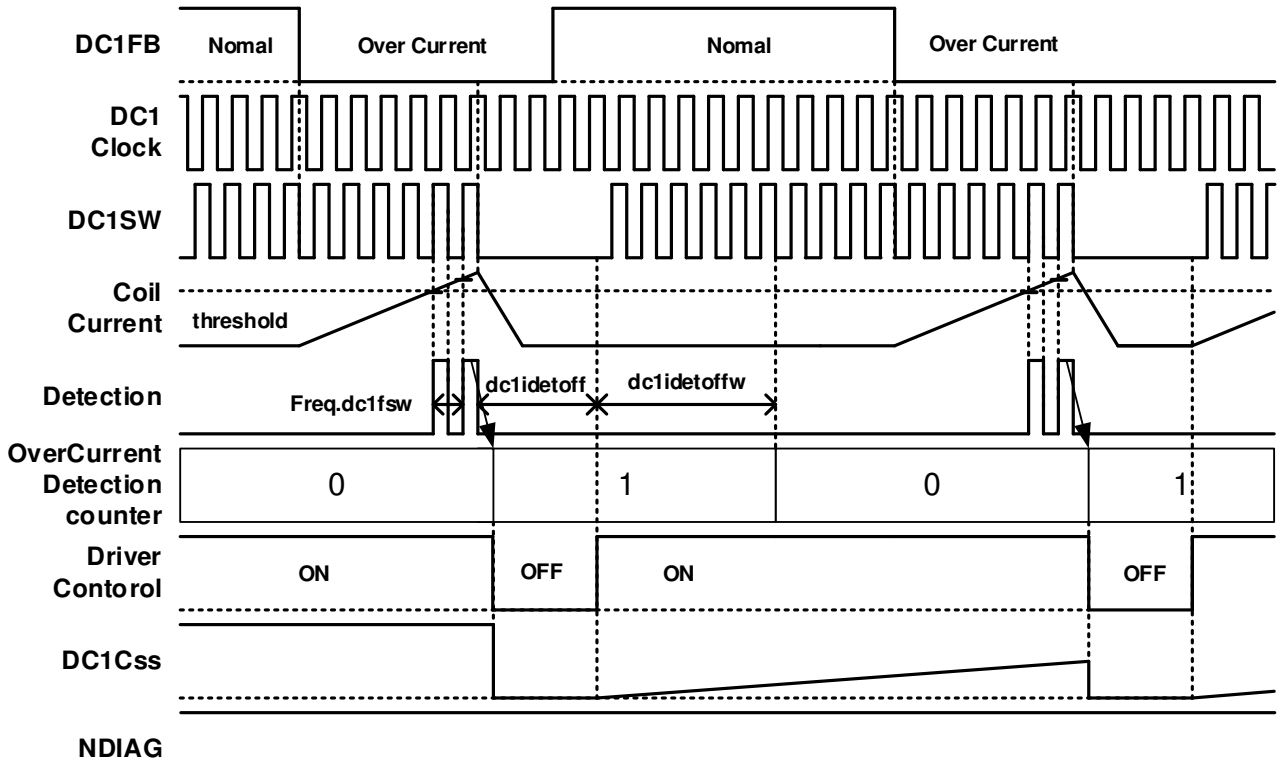 DC1FB
Nomal
Over Current
Nomal
Over Current
DC1
Clock
DC1SW
Coil
Current
threshold
Detection
Freq.dc1fsw
dc1idetoff
dc1idetoffw
OverCurrent
Detection
counter
0
1
0
1
Driver
Contorol
ON
OFF
ON
OFF
DC1Css
NDIAG